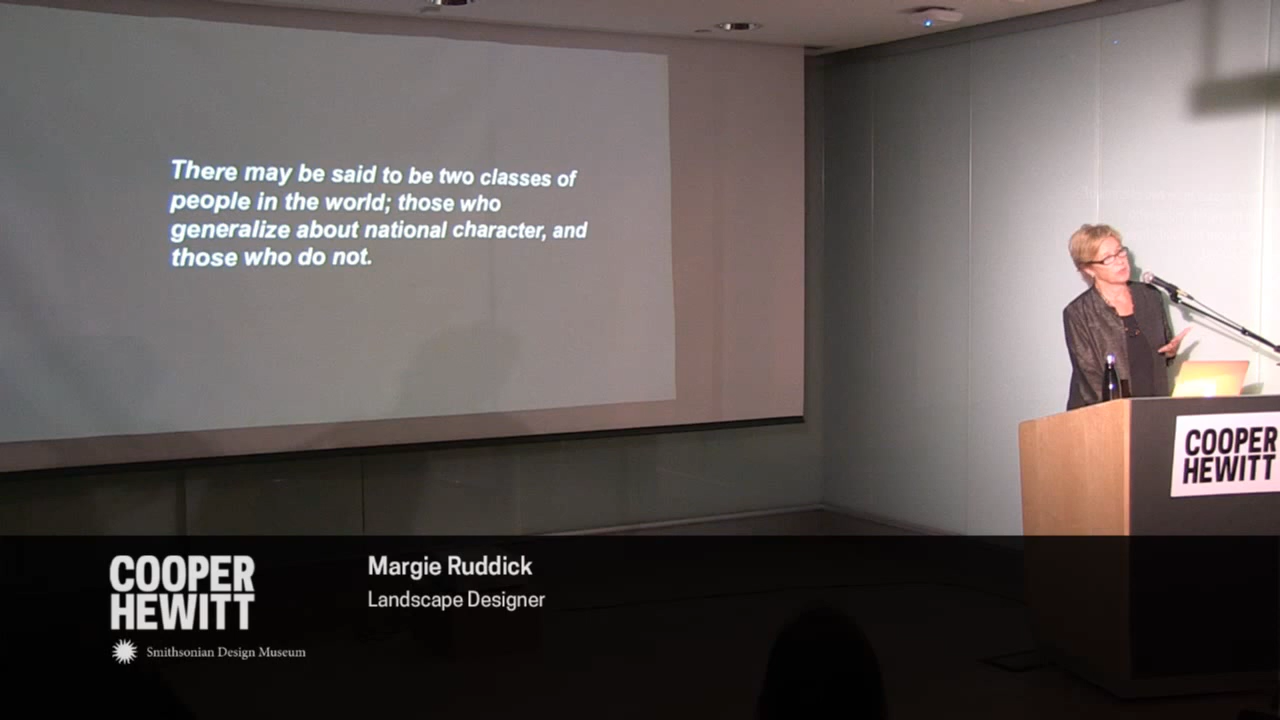 There may be said to be two classes of
people in the world; those who
generalize about national character, and
those who do not.
COOPER
HEWITT
COOPER
HEWITT
Smithsonian Design Museum
Margie Ruddick
Landscape Designer